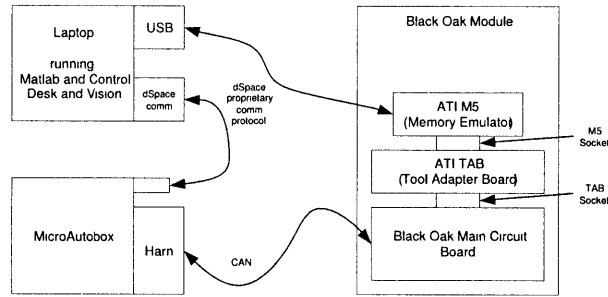 Laptop
running
Matlab and Control
Desk and Vision
USB
dSpace
comm
dSpace
proprietary
comm
protocol
MicroAutobox
Harn
CAN
Black Oak Module
ATI M5
(Memory Emulator)
M5
Socket
ATI TAB
(Tool Adapter Board)
TAB
Socket
Black Oak Main Circuit
Board